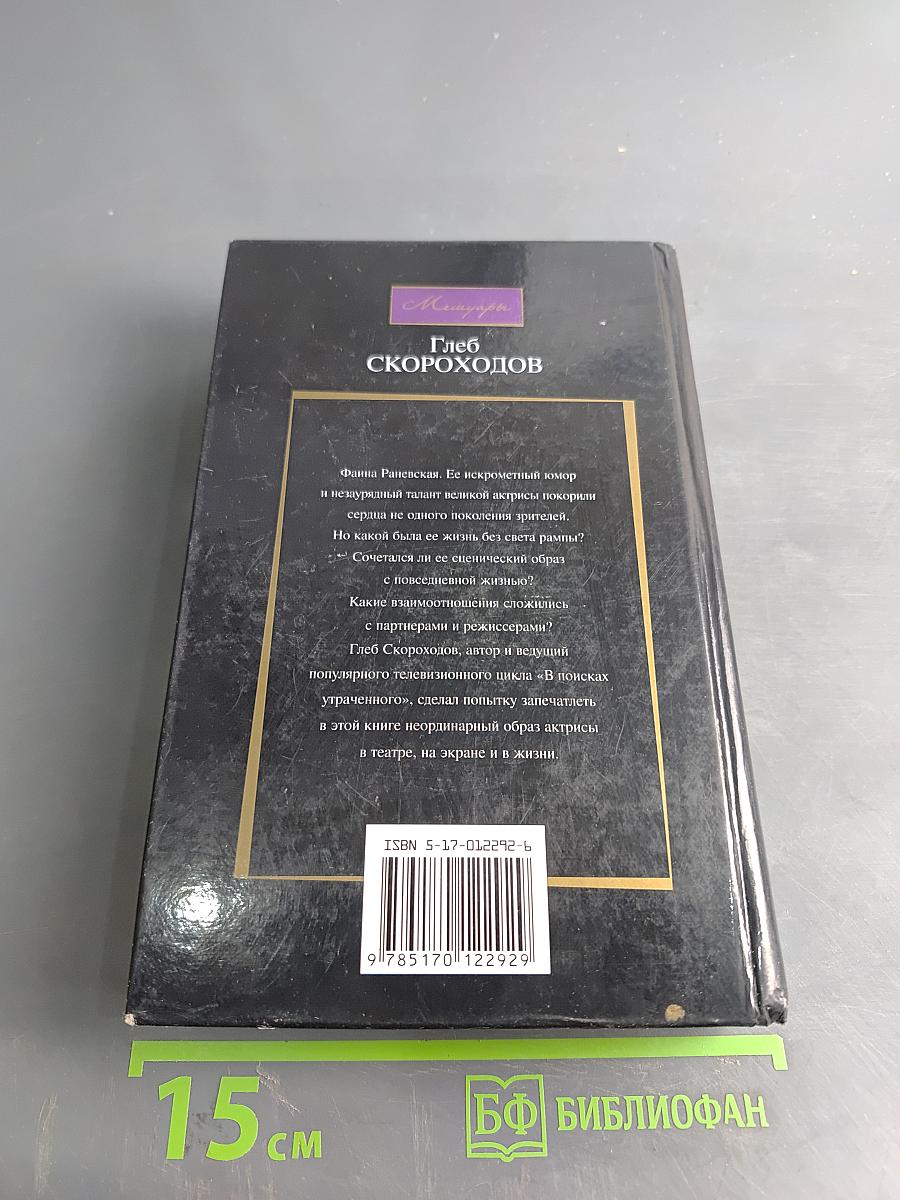 Мемуары
Глеб
СКОРОХОДОВ
Фаина Раневская. Ее искрометный юмор
и незаурядный талант великой актрисы покорили
сердца не одного поколения зрителей.
Но какой была ее жизнь без света рампы?
Сочетался ли ее сценический образ
с повседневной жизнью?
Какие взаимоотношения сложились
с партнерами и режиссерами?
Глеб Скороходов, автор и ведущий
популярного телевизионного цикла «В поисках
утраченного», сделал попытку запечатлеть
в этой книге неординарный образ актрисы
в театре, на экране и в жизни.
ISBN 5-17-012292-6
9 785170 122929
15 см
БФ БИБЛИОФАН